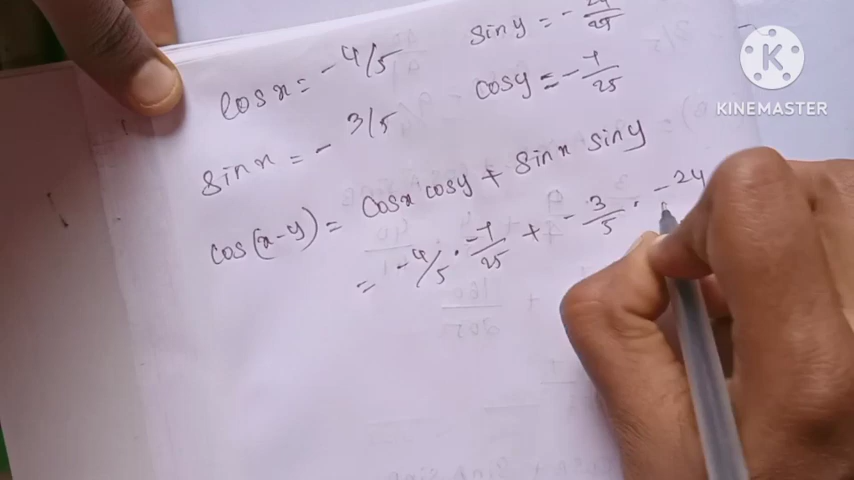 cos x = - 4/5
sin y = - 24/25
sin x = - 3/5
cos y = - 7/25
cos(x-y) = cos x cos y + sin x sin y
= - 4/5 · -7/25 + - 3/5 · -24
KINEMASTER